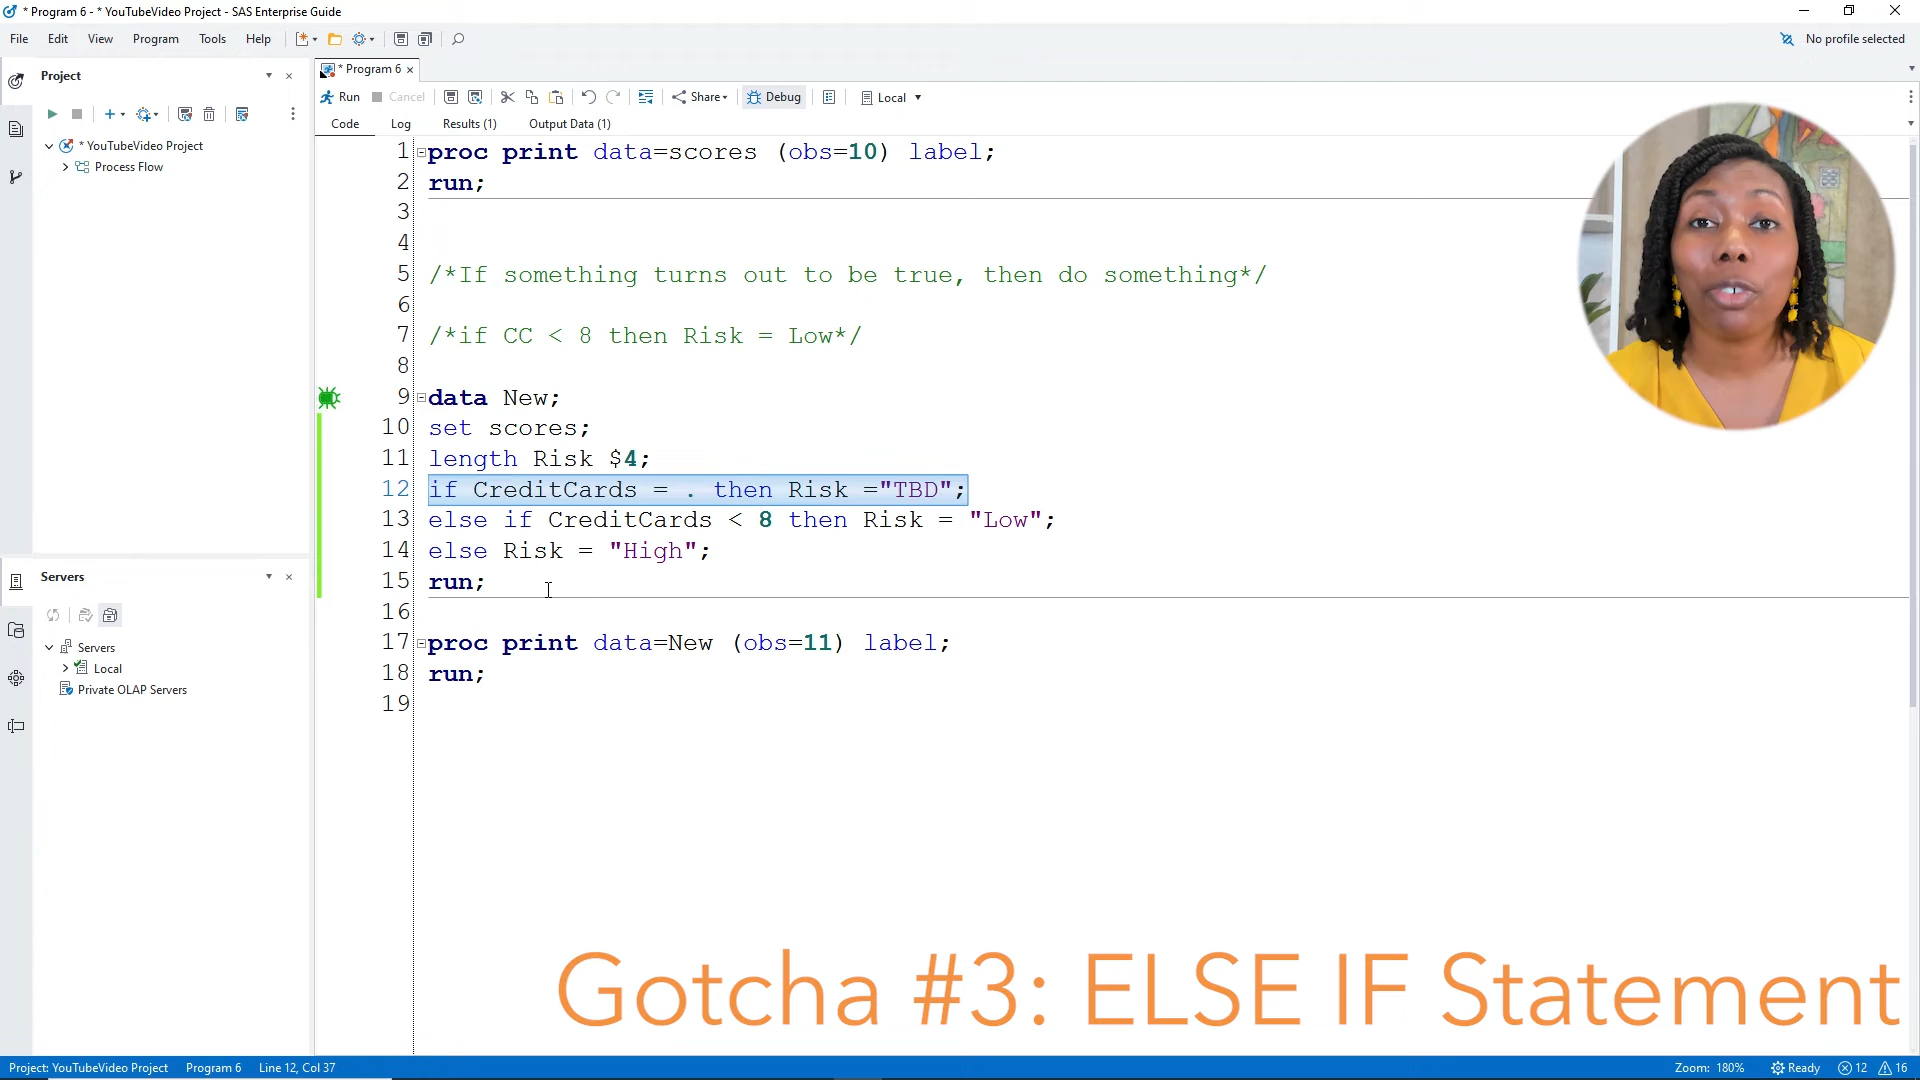 * Program 6 - * YouTubeVideo Project - SAS Enterprise Guide
File Edit View Program Tools Help
No profile selected
Project
* YouTubeVideo Project
Process Flow
* Program 6
Run Cancel Share Debug Local
Code Log Results (1) Output Data (1)
1 proc print data=scores (obs=10) label;
2 run;
3
4
5 /*If something turns out to be true, then do something*/
6
7 /*if CC < 8 then Risk = Low*/
8
9 data New;
10 set scores;
11 length Risk $4;
12 if CreditCards = . then Risk ="TBD";
13 else if CreditCards < 8 then Risk = "Low";
14 else Risk = "High";
15 run;
16
17 proc print data=New (obs=11) label;
18 run;
19
Servers
Servers
Local
Private OLAP Servers
Gotcha #3: ELSE IF Statement
Project: YouTubeVideo Project Program 6 Line 12, Col 37 Zoom: 180% Ready 12 16